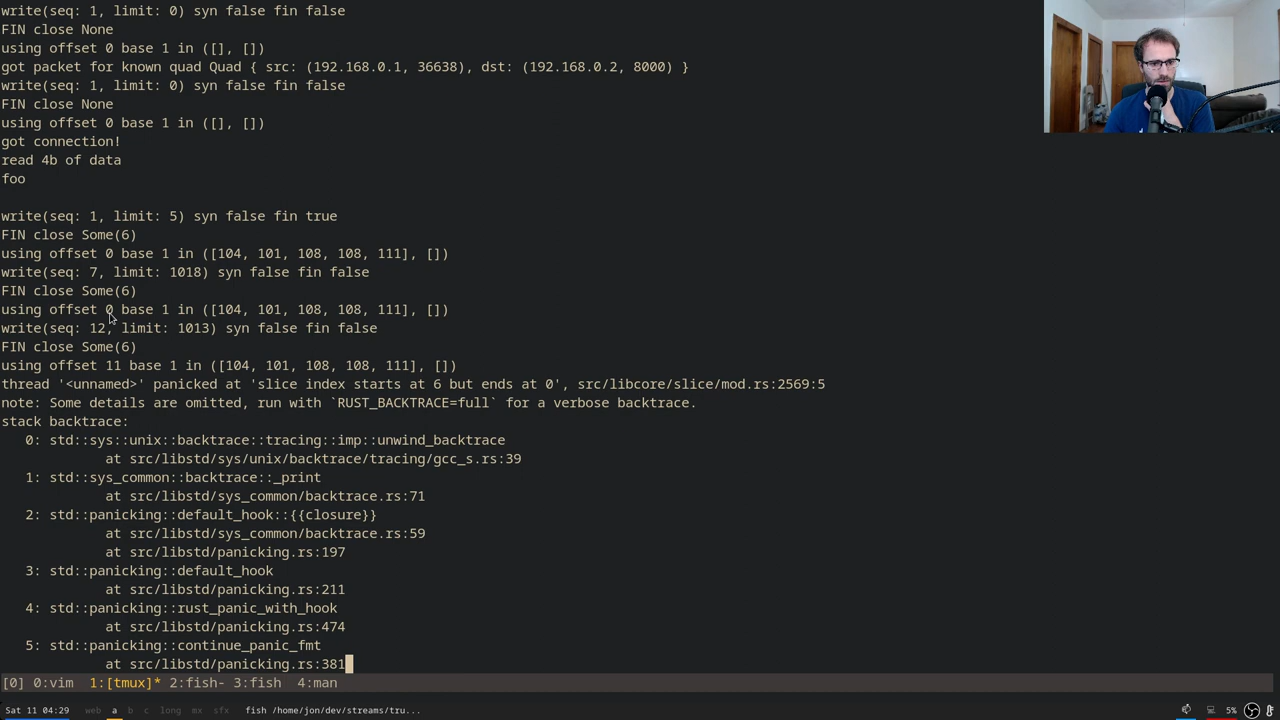 write(seq: 1, limit: 0) syn false fin false
FIN close None
using offset 0 base 1 in ([], [])
got packet for known quad Quad { src: (192.168.0.1, 36638), dst: (192.168.0.2, 8000) }
write(seq: 1, limit: 0) syn false fin false
FIN close None
using offset 0 base 1 in ([], [])
got connection!
read 4b of data
foo
write(seq: 1, limit: 5) syn false fin true
FIN close Some(6)
using offset 0 base 1 in ([104, 101, 108, 108, 111], [])
write(seq: 7, limit: 1018) syn false fin false
FIN close Some(6)
using offset 0 base 1 in ([104, 101, 108, 108, 111], [])
write(seq: 12, limit: 1013) syn false fin false
FIN close Some(6)
using offset 11 base 1 in ([104, 101, 108, 108, 111], [])
thread '<unnamed>' panicked at 'slice index starts at 6 but ends at 0', src/libcore/slice/mod.rs:2569:5
note: Some details are omitted, run with `RUST_BACKTRACE=full` for a verbose backtrace.
stack backtrace:
0: std::sys::unix::backtrace::tracing::imp::unwind_backtrace
at src/libstd/sys/unix/backtrace/tracing/gcc_s.rs:39
1: std::sys_common::backtrace::_print
at src/libstd/sys_common/backtrace.rs:71
2: std::panicking::default_hook::{{closure}}
at src/libstd/sys_common/backtrace.rs:59
at src/libstd/panicking.rs:197
3: std::panicking::default_hook
at src/libstd/panicking.rs:211
4: std::panicking::rust_panic_with_hook
at src/libstd/panicking.rs:474
5: std::panicking::continue_panic_fmt
at src/libstd/panicking.rs:381
[0] 0:vim 1:[tmux]* 2:fish- 3:fish 4:man
Sat 11 04:29 web a b c long mx sfx fish /home/jon/dev/streams/tru... 5%